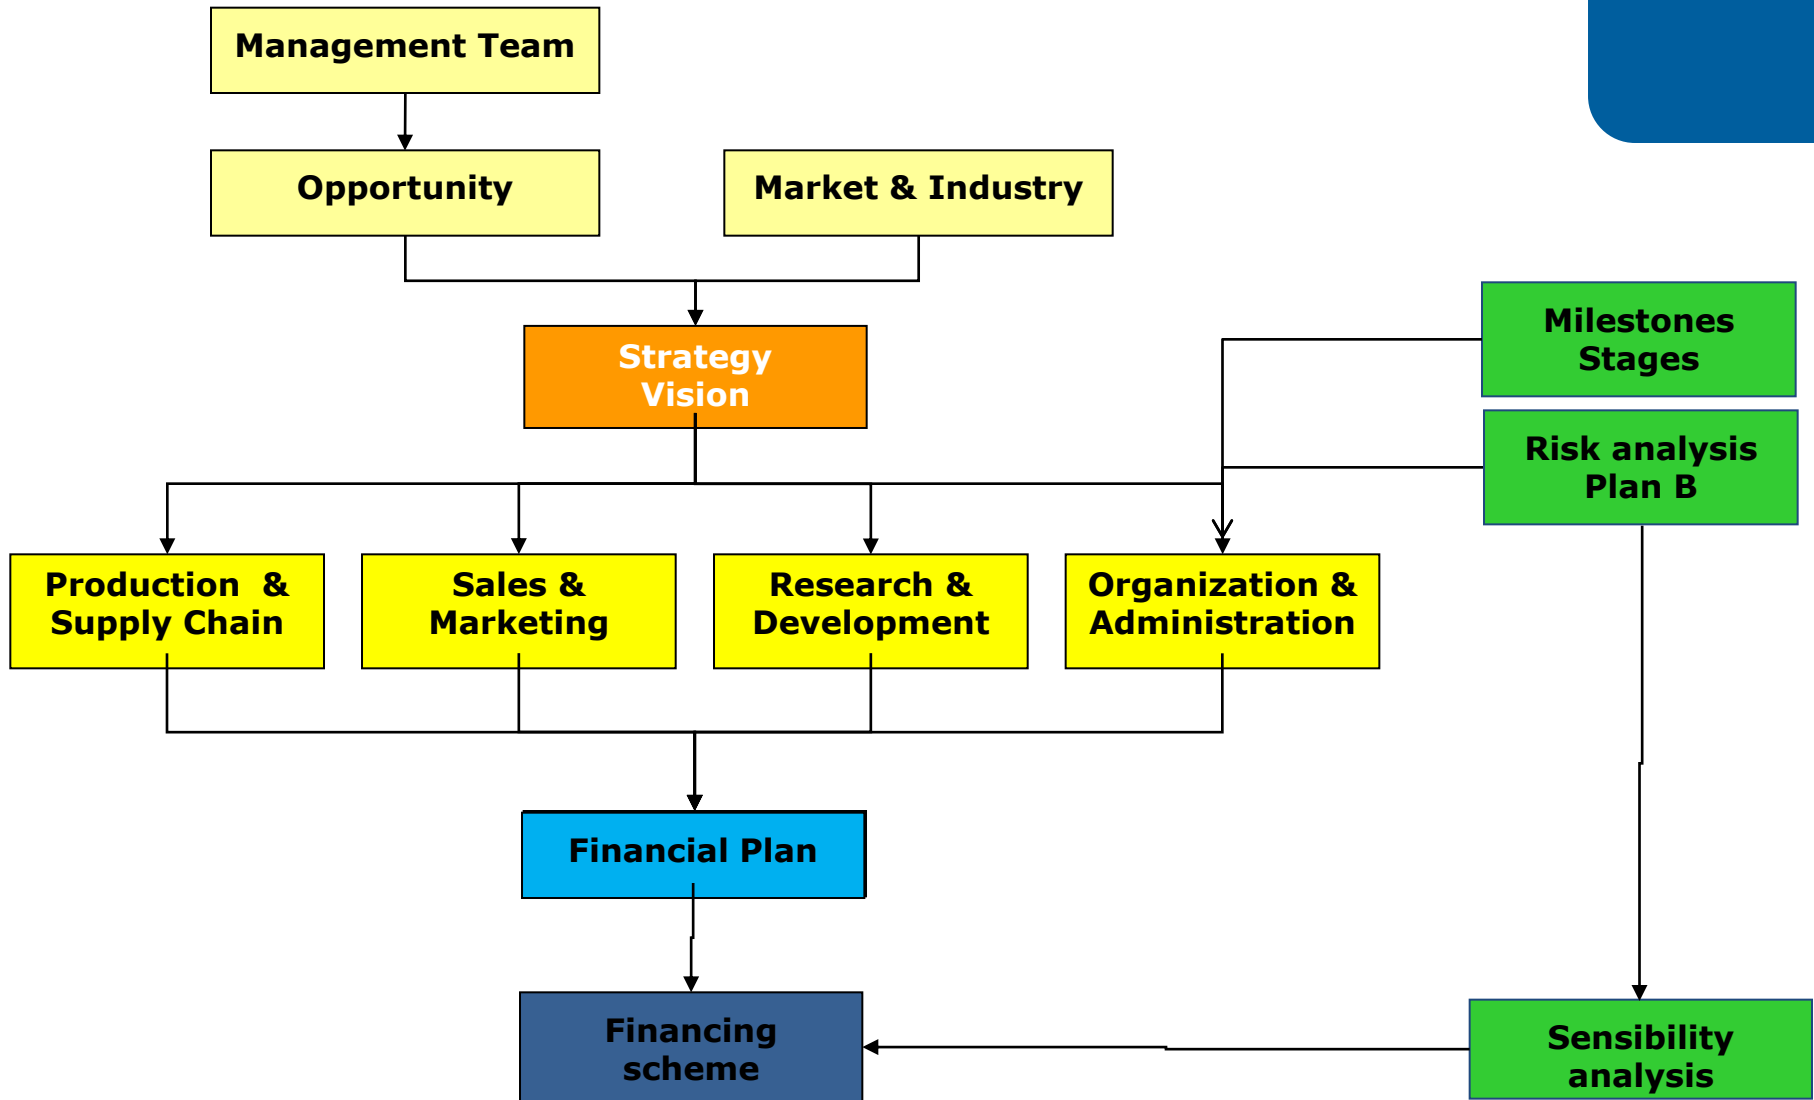 Management Team
Opportunity
Market & Industry
Strategy
Vision
Milestones
Stages
Risk analysis
Plan B
Production & 
Supply Chain
Sales &
Marketing
Research &
Development
Organization &
Administration
Financial Plan
Financing
scheme
Sensibility
analysis